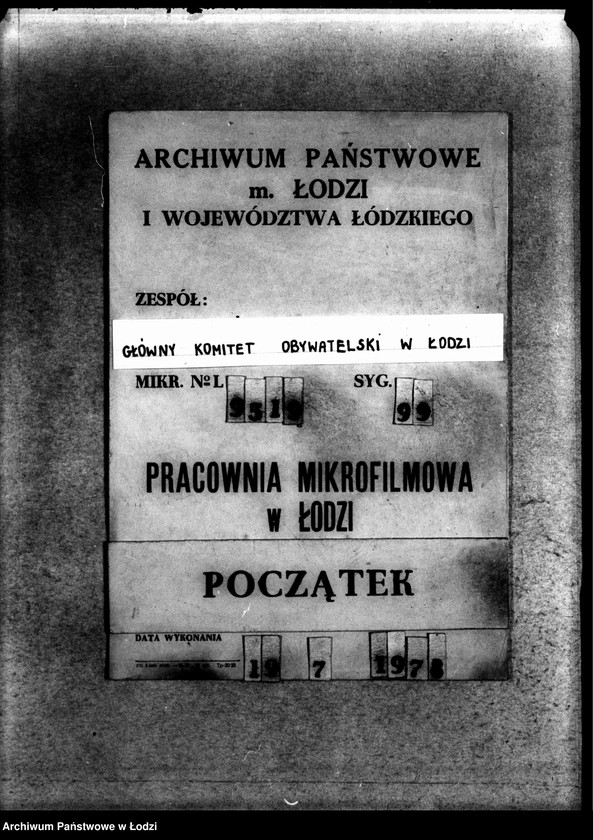 ARCHIWUM PAŃSTWOWE
m. ŁODZI
I WOJEWÓDZTWA ŁÓDZKIEGO
ZESPÓŁ:
GŁÓWNY KOMITET OBYWATELSKI W ŁODZI
MIKR. № L 9519 SYG. 99
PRACOWNIA MIKROFILMOWA
w ŁODZI
POCZĄTEK
DATA WYKONANIA
19 7 1978
Archiwum Państwowe w Łodzi